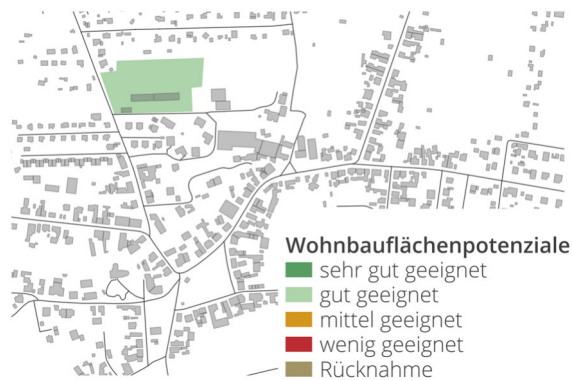 Wohnbauflächenpotenziale
sehr gut geeignet
gut geeignet
mittel geeignet
wenig geeignet
Rücknahme